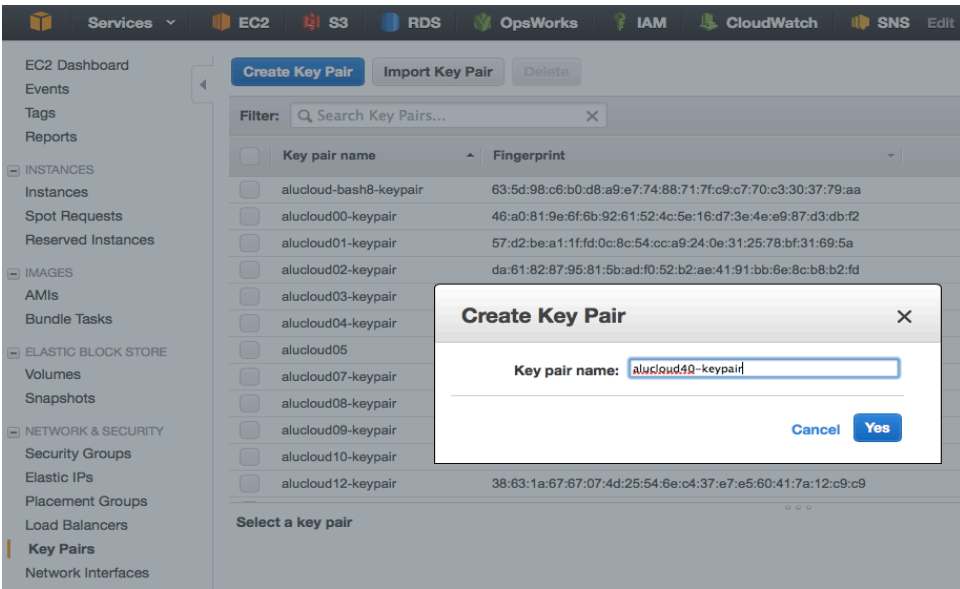 Services EC2 S3 RDS OpsWorks IAM CloudWatch SNS Edit
EC2 Dashboard
Events
Tags
Reports
INSTANCES
Instances
Spot Requests
Reserved Instances
IMAGES
AMIs
Bundle Tasks
ELASTIC BLOCK STORE
Volumes
Snapshots
NETWORK & SECURITY
Security Groups
Elastic IPs
Placement Groups
Load Balancers
Key Pairs
Network Interfaces
Create Key Pair Import Key Pair Delete
Filter: Search Key Pairs...
Key pair name Fingerprint
alucloud-bash8-keypair 63:5d:98:c6:b0:d8:a9:e7:74:88:71:7f:c9:c7:70:c3:30:37:79:aa
alucloud00-keypair 46:a0:81:9e:6f:6b:92:61:52:4c:5e:16:d7:3e:4e:e9:87:d3:db:f2
alucloud01-keypair 57:d2:be:a1:1f:fd:0c:8c:54:cc:a9:24:0e:31:25:78:bf:31:69:5a
alucloud02-keypair da:61:82:87:95:81:5b:ad:f0:52:b2:ae:41:91:bb:6e:8c:b8:b2:fd
alucloud03-keypair
alucloud04-keypair
alucloud05
alucloud07-keypair
alucloud08-keypair
alucloud09-keypair
alucloud10-keypair
alucloud12-keypair 38:63:1a:67:67:07:4d:25:54:6e:c4:37:e7:e5:60:41:7a:12:c9:c9
Select a key pair
Create Key Pair
Key pair name: alucloud40-keypair
Cancel Yes